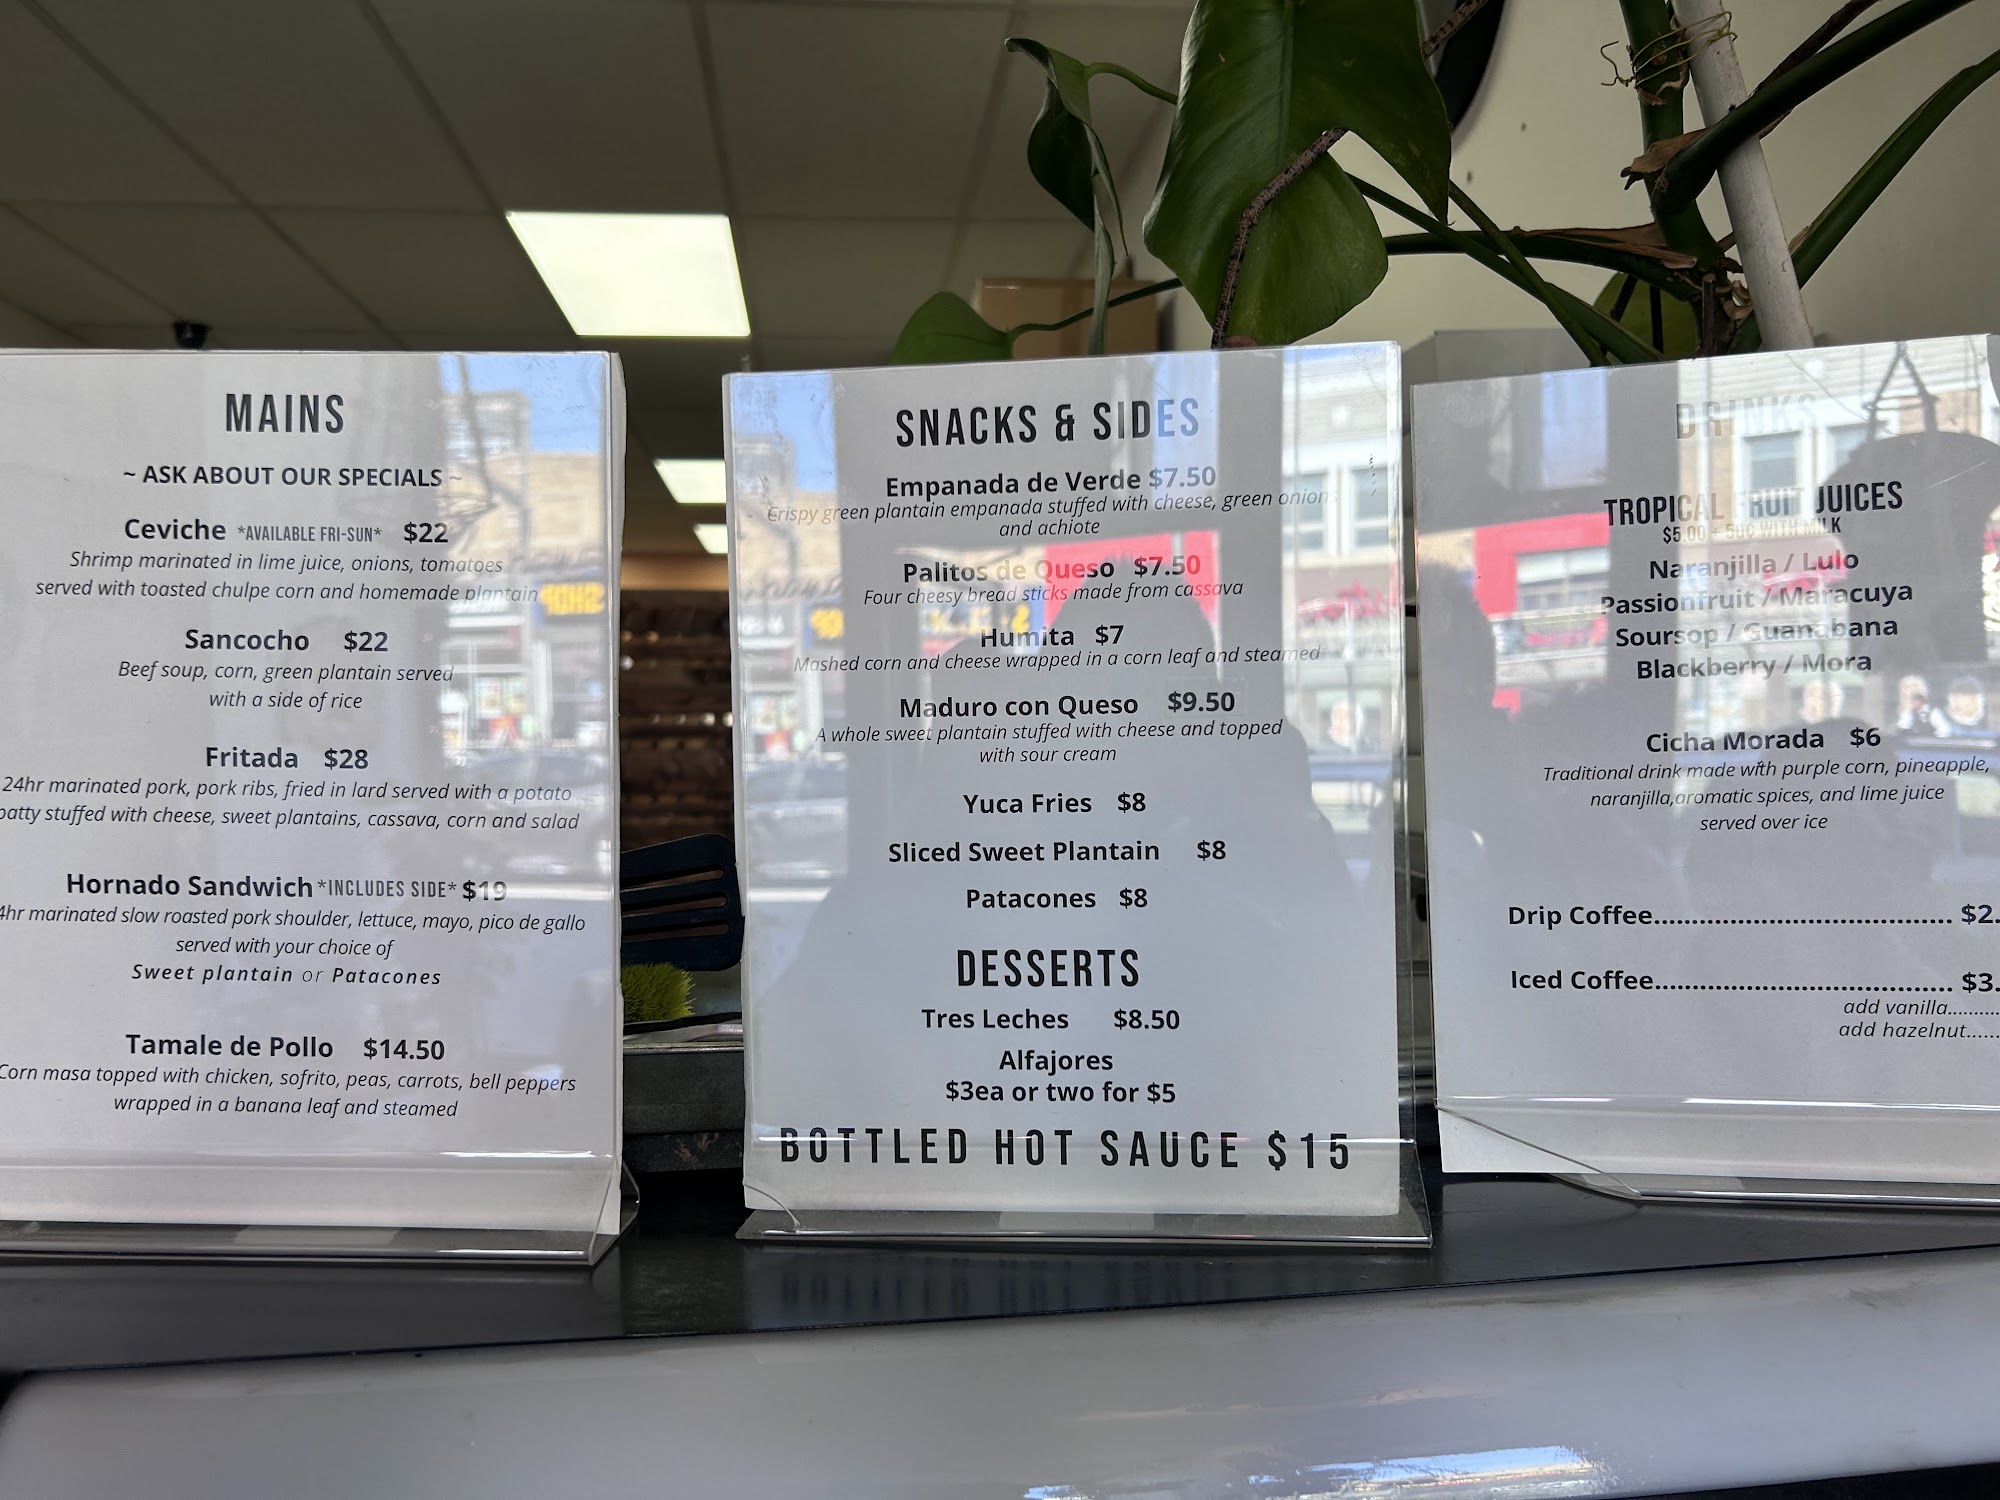 MAINS
~ ASK ABOUT OUR SPECIALS ~
Ceviche *AVAILABLE FRI-SUN* $22
Shrimp marinated in lime juice, onions, tomatoes
served with toasted chulpe corn and homemade plantain
Sancocho $22
Beef soup, corn, green plantain served
with a side of rice
Fritada $28
24hr marinated pork, pork ribs, fried in lard served with a potato
patty stuffed with cheese, sweet plantains, cassava, corn and salad
Hornado Sandwich *INCLUDES SIDE* $19
4hr marinated slow roasted pork shoulder, lettuce, mayo, pico de gallo
served with your choice of
Sweet plantain or Patacones
Tamale de Pollo $14.50
Corn masa topped with chicken, sofrito, peas, carrots, bell peppers
wrapped in a banana leaf and steamed
SNACKS & SIDES
Empanada de Verde $7.50
Crispy green plantain empanada stuffed with cheese, green onions
and achiote
Palitos de Queso $7.50
Four cheesy bread sticks made from cassava
Humita $7
Mashed corn and cheese wrapped in a corn leaf and steamed
Maduro con Queso $9.50
A whole sweet plantain stuffed with cheese and topped
with sour cream
Yuca Fries $8
Sliced Sweet Plantain $8
Patacones $8
DESSERTS
Tres Leches $8.50
Alfajores
$3ea or two for $5
BOTTLED HOT SAUCE $15
DRINKS
TROPICAL FRUIT JUICES
$5.00 + 50¢ WITH MILK
Naranjilla / Lulo
Passionfruit / Maracuya
Soursop / Guanabana
Blackberry / Mora
Cicha Morada $6
Traditional drink made with purple corn, pineapple,
naranjilla,aromatic spices, and lime juice
served over ice
Drip Coffee........................................ $2.
Iced Coffee........................................ $3.
add vanilla..........
add hazelnut......